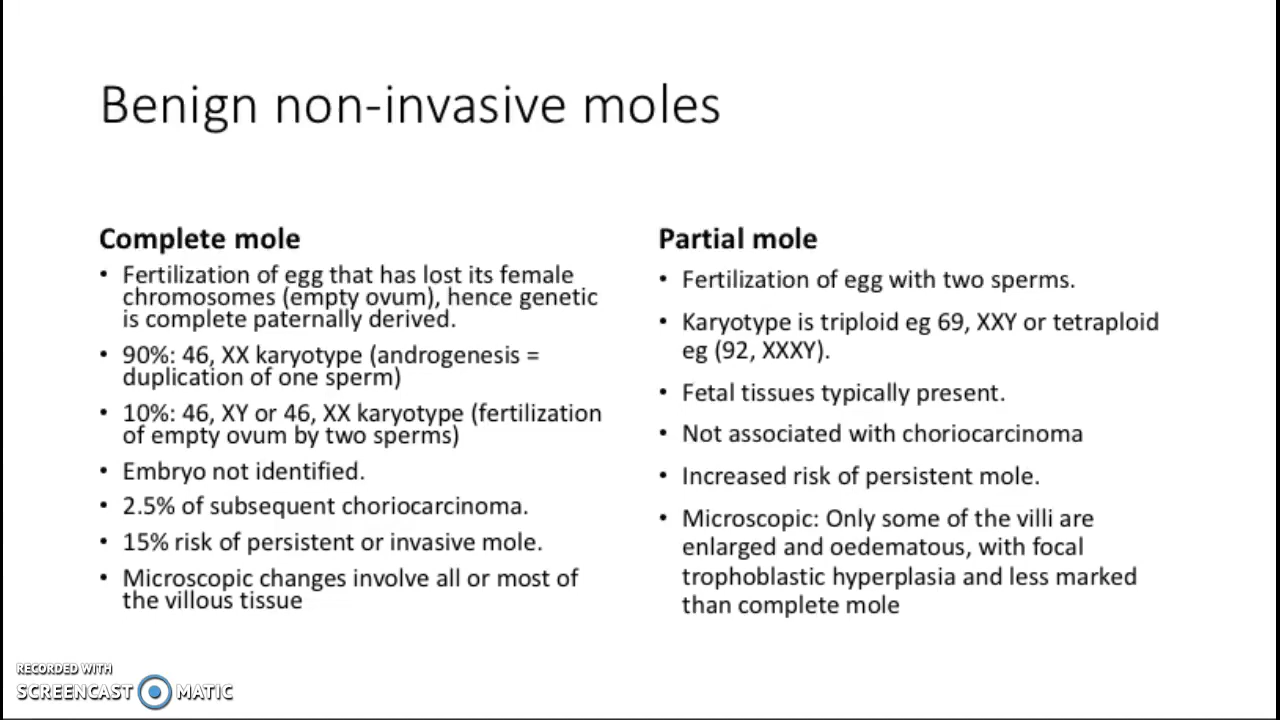 Benign non-invasive moles
Complete mole
• Fertilization of egg that has lost its female
chromosomes (empty ovum), hence genetic
is complete paternally derived.
• 90%: 46, XX karyotype (androgenesis =
duplication of one sperm)
• 10%: 46, XY or 46, XX karyotype (fertilization
of empty ovum by two sperms)
• Embryo not identified.
• 2.5% of subsequent choriocarcinoma.
• 15% risk of persistent or invasive mole.
• Microscopic changes involve all or most of
the villous tissue
Partial mole
• Fertilization of egg with two sperms.
• Karyotype is triploid eg 69, XXY or tetraploid
eg (92, XXXY).
• Fetal tissues typically present.
• Not associated with choriocarcinoma
• Increased risk of persistent mole.
• Microscopic: Only some of the villi are
enlarged and oedematous, with focal
trophoblastic hyperplasia and less marked
than complete mole
RECORDED WITH
SCREENCAST MATIC